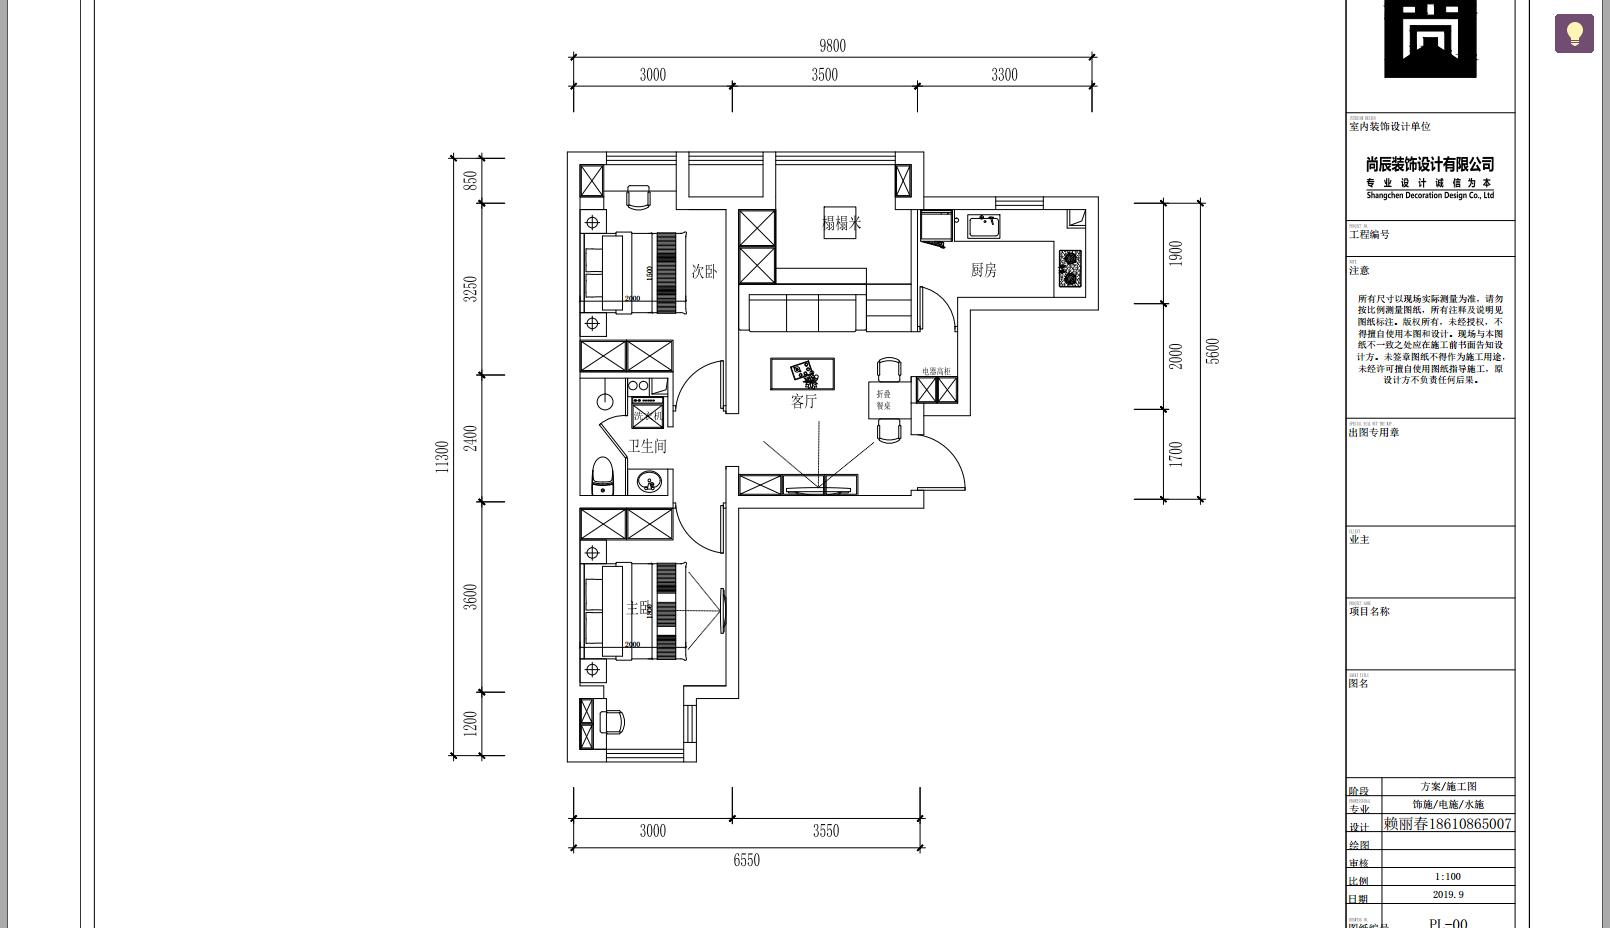 9800
3000
3500
3300
850
3250
2400
11300
3600
1200
1900
2000
5600
1700
榻榻米
次卧
1500
2000
厨房
电器高柜
折叠
餐桌
客厅
洗衣机
卫生间
主卧
1800
2000
3000
3550
6550
尚
室内装饰设计单位
尚辰装饰设计有限公司
专业设计诚信为本
Shangchen Decoration Design Co., Ltd
工程编号
注意
所有尺寸以现场实际测量为准，请勿
按比例测量图纸，所有注释及说明见
图纸标注。版权所有，未经授权，不
得擅自使用本图和设计。现场与本图
纸不一致之处应在施工前书面告知设
计方。未签章图纸不得作为施工用途，
未经许可擅自使用图纸指导施工，原
设计方不负责任何后果。
出图专用章
业主
项目名称
图名
阶段 方案/施工图
专业 饰施/电施/水施
设计 赖丽春18610865007
绘图
审核
比例 1:100
日期 2019.9
图纸编号 PL-00